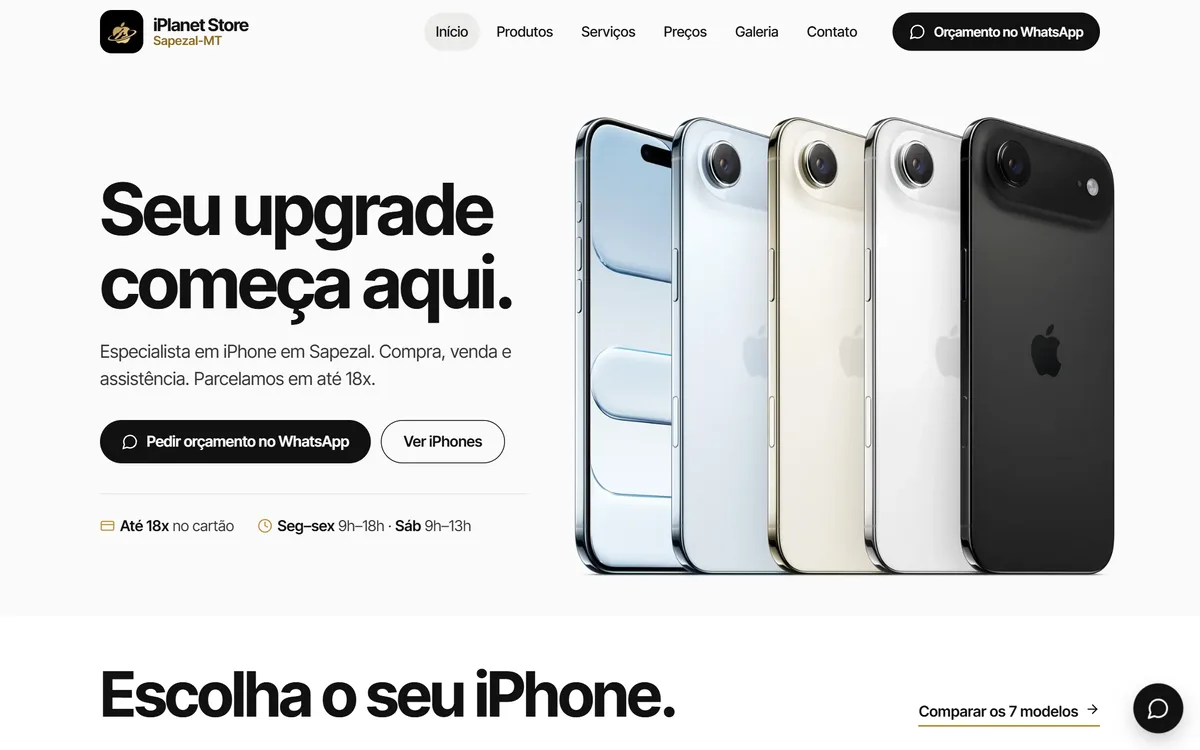 iPlanet Store
Sapezal-MT
Início
Produtos
Serviços
Preços
Galeria
Contato
Orçamento no WhatsApp
Seu upgrade
começa aqui.
Especialista em iPhone em Sapezal. Compra, venda e
assistência. Parcelamos em até 18x.
Pedir orçamento no WhatsApp
Ver iPhones
Até 18x no cartão
Seg–sex 9h–18h · Sáb 9h–13h
Escolha o seu iPhone.
Comparar os 7 modelos